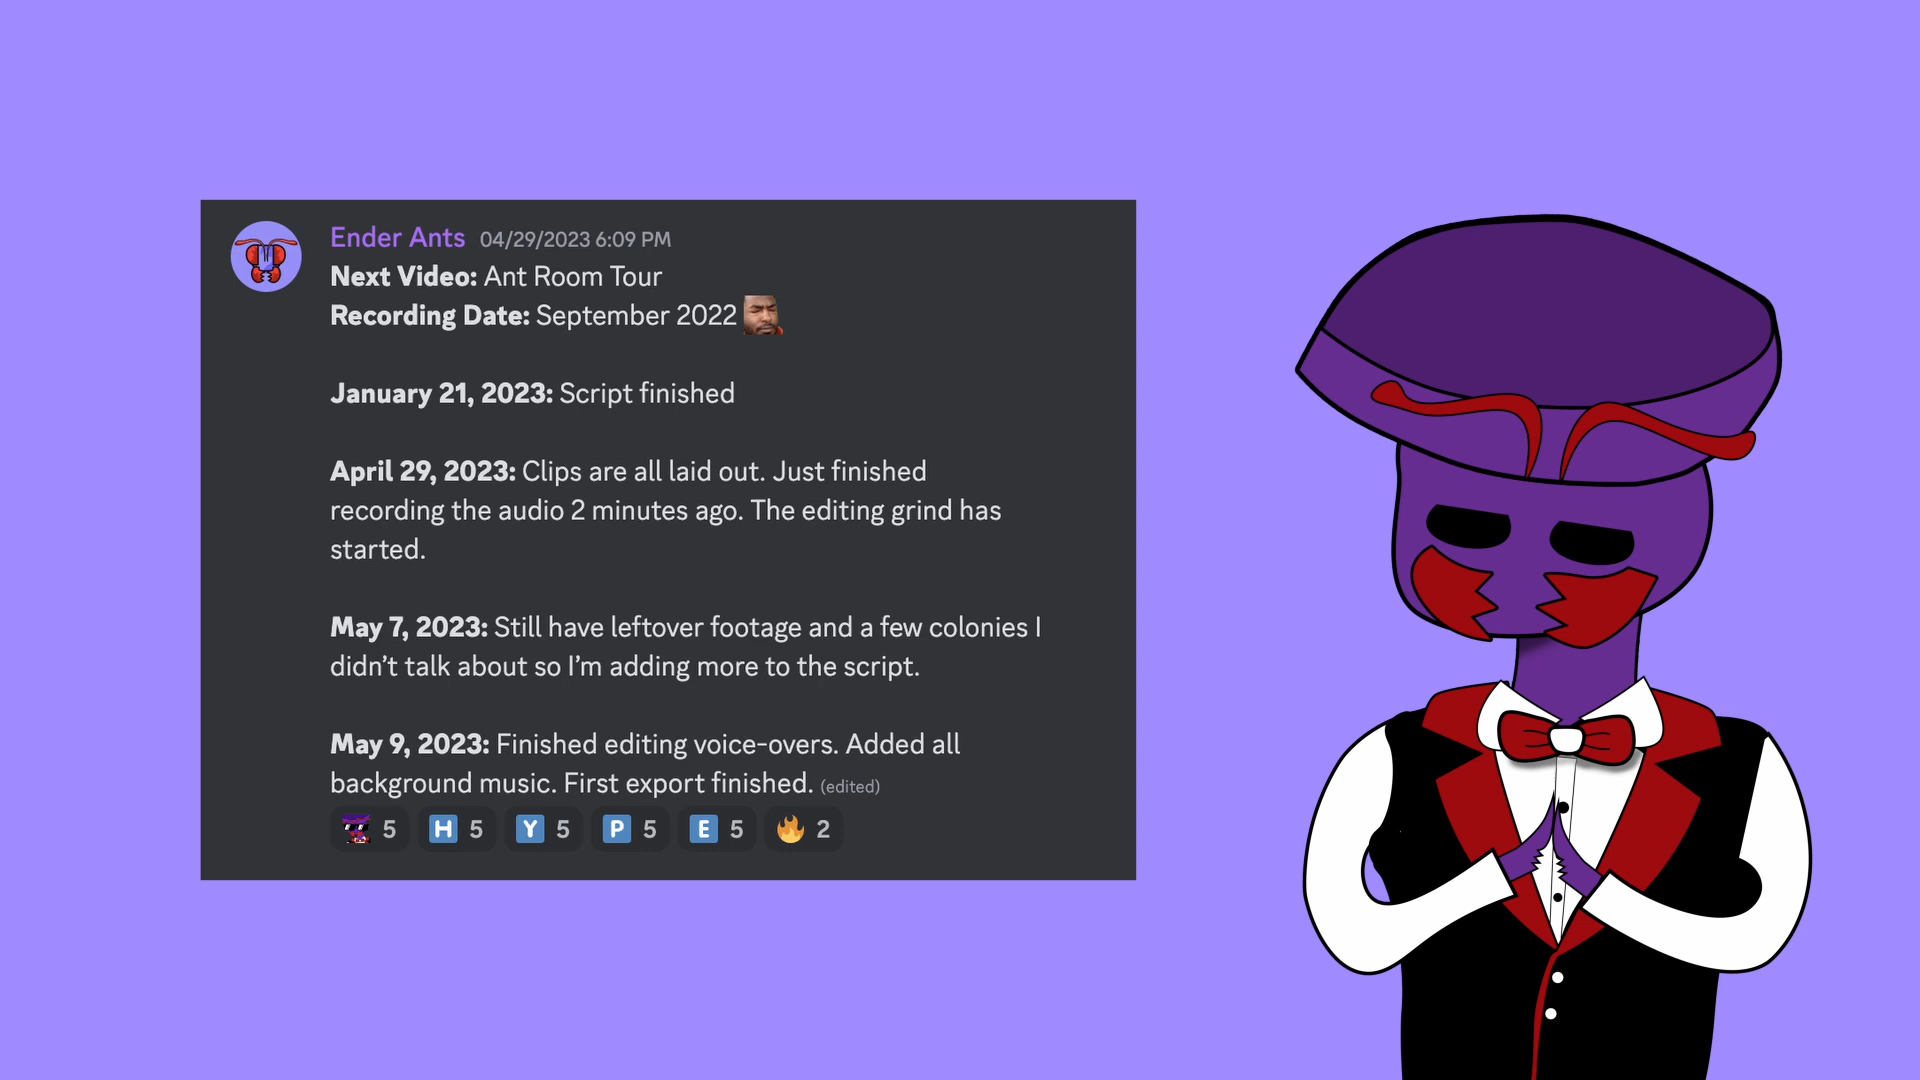 Ender Ants 04/29/2023 6:09 PM
Next Video: Ant Room Tour
Recording Date: September 2022
January 21, 2023: Script finished
April 29, 2023: Clips are all laid out. Just finished
recording the audio 2 minutes ago. The editing grind has
started.
May 7, 2023: Still have leftover footage and a few colonies I
didn’t talk about so I’m adding more to the script.
May 9, 2023: Finished editing voice-overs. Added all
background music. First export finished. (edited)
5 H 5 Y 5 P 5 E 5 2